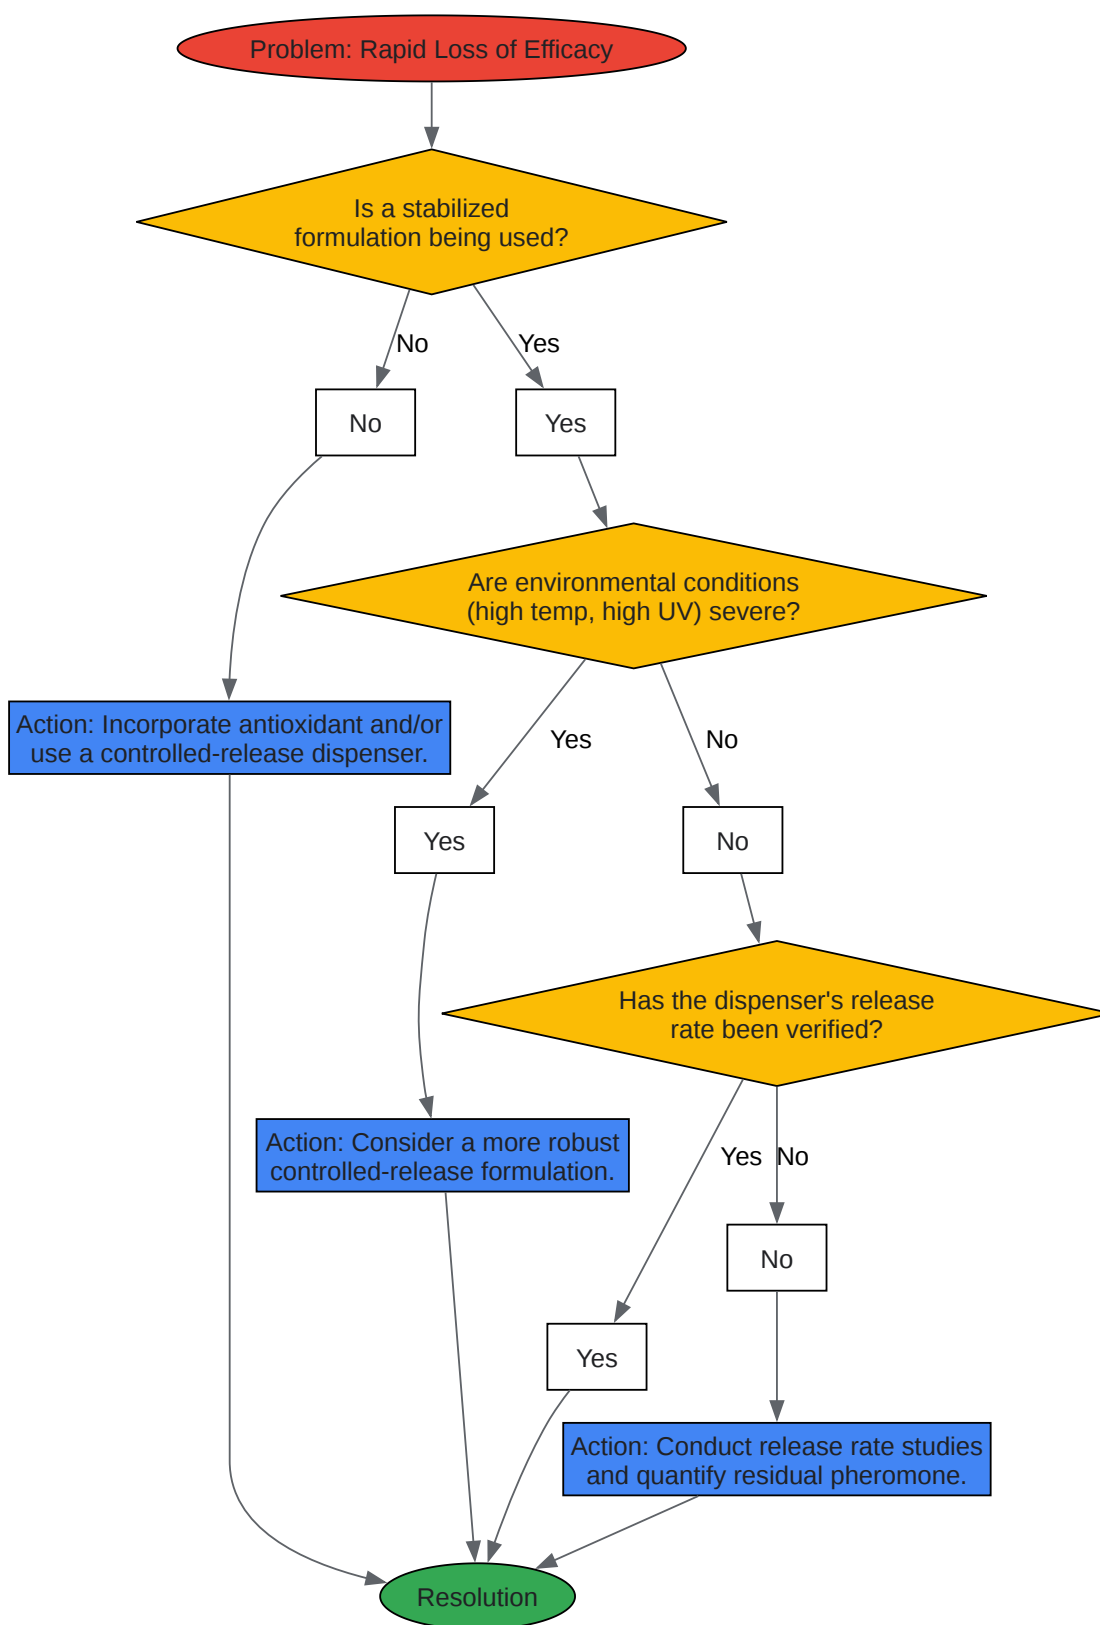 Problem: Rapid Loss of Efficacy
Is a stabilized
formulation being used?
No
Yes
No
Yes
Are environmental conditions
(high temp, high UV) severe?
Action: Incorporate antioxidant and/or
use a controlled-release dispenser.
Yes
No
Yes
No
Has the dispenser's release
rate been verified?
Action: Consider a more robust
controlled-release formulation.
Yes
No
No
Yes
Action: Conduct release rate studies
and quantify residual pheromone.
Resolution